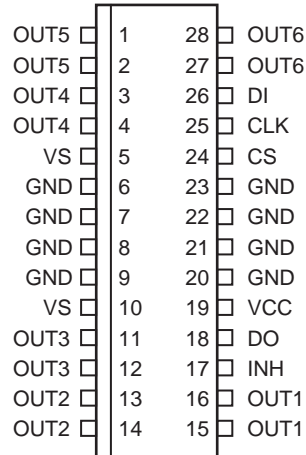 OUT5 1 28 OUT6
OUT5 2 27 OUT6
OUT4 3 26 DI
OUT4 4 25 CLK
VS 5 24 CS
GND 6 23 GND
GND 7 22 GND
GND 8 21 GND
GND 9 20 GND
VS 10 19 VCC
OUT3 11 18 DO
OUT3 12 17 INH
OUT2 13 16 OUT1
OUT2 14 15 OUT1